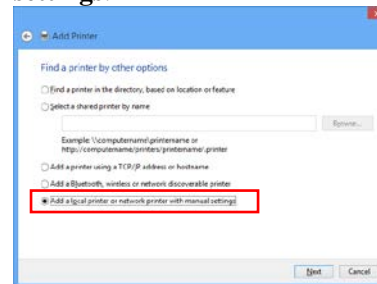 settings.
Add Printer
Find a printer by other options
Find a printer in the directory, based on location or feature
Select a shared printer by name
Browse...
Example: \\computername\printername or
http://computername/printers/printername/.printer
Add a printer using a TCP/IP address or hostname
Add a Bluetooth, wireless or network discoverable printer
Add a local printer or network printer with manual settings
Next Cancel